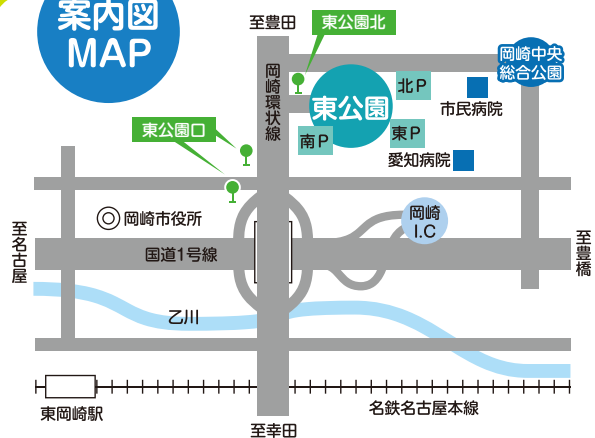 案内図
MAP
至豊田
東公園北
岡崎環状線
岡崎中央
総合公園
北P
東公園
市民病院
東公園口
南P
東P
愛知病院
岡崎市役所
岡崎
I.C
至名古屋
国道1号線
至豊橋
乙川
東岡崎駅
名鉄名古屋本線
至幸田